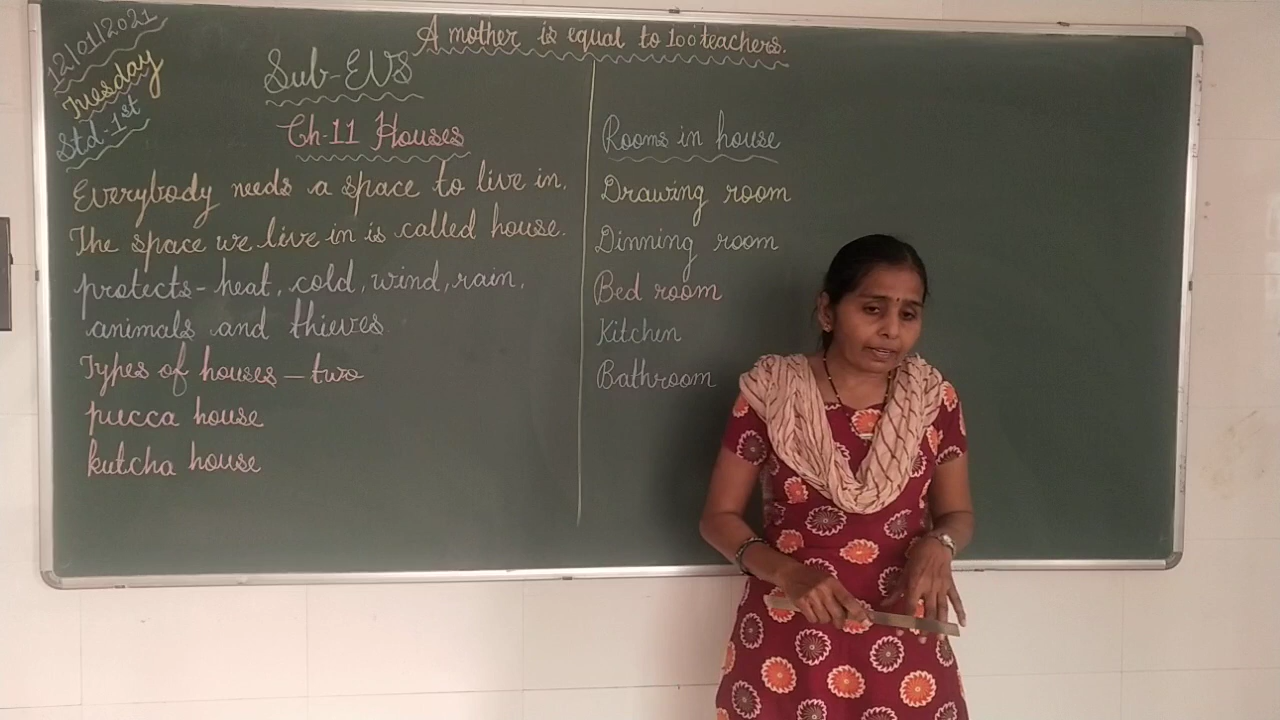 A mother is equal to 100 teachers.
12/01/2021
Tuesday
Std-1st
Sub-EVS
Ch-11 Houses
Everybody needs a space to live in.
The space we live in is called house.
protects-heat, cold, wind, rain,
animals and thieves
Types of houses - two
pucca house
kutcha house
Rooms in house
Drawing room
Dinning room
Bed room
Kitchen
Bathroom